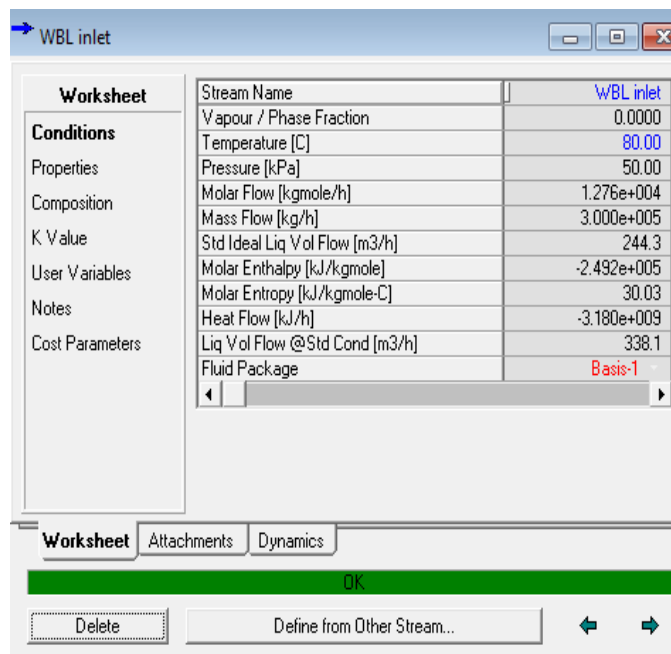 WBL inlet
Worksheet
Conditions
Properties
Composition
K Value
User Variables
Notes
Cost Parameters
Stream Name WBL inlet
Vapour / Phase Fraction 0.0000
Temperature [C] 80.00
Pressure [kPa] 50.00
Molar Flow [kgmole/h] 1.276e+004
Mass Flow [kg/h] 3.000e+005
Std Ideal Liq Vol Flow [m3/h] 244.3
Molar Enthalpy [kJ/kgmole] -2.492e+005
Molar Entropy [kJ/kgmole-C] 30.03
Heat Flow [kJ/h] -3.180e+009
Liq Vol Flow @Std Cond [m3/h] 338.1
Fluid Package Basis-1
Worksheet Attachments Dynamics
OK
Delete Define from Other Stream...